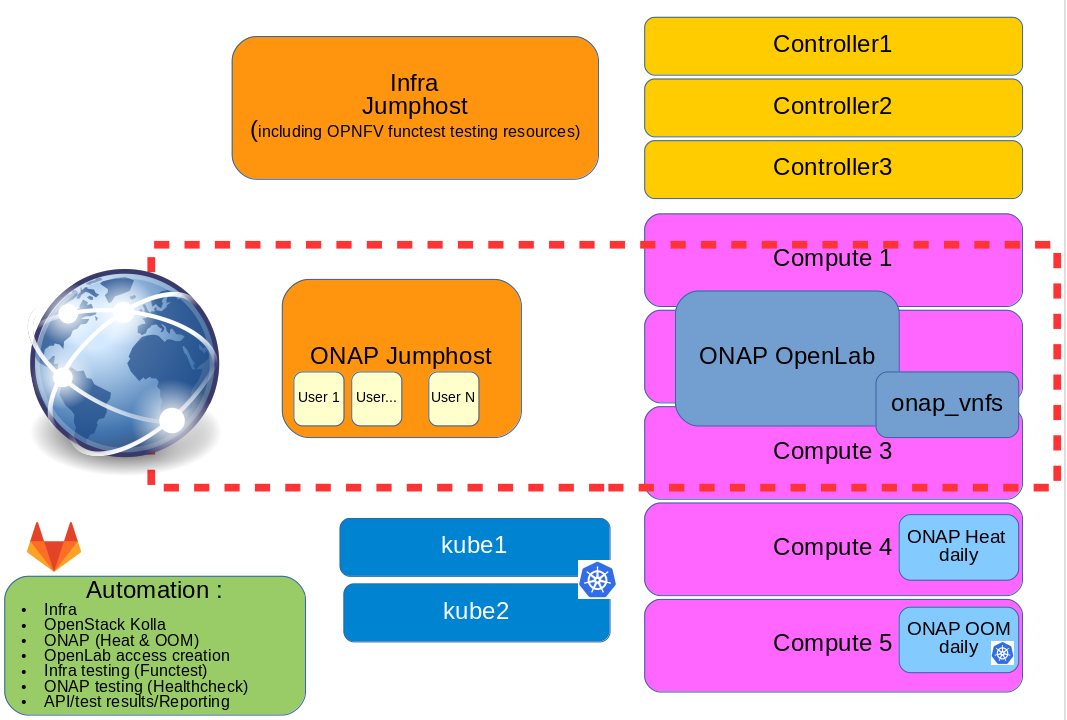 Infra
Jumphost
(including OPNFV functest testing resources)
Controller1
Controller2
Controller3
Compute 1
ONAP Jumphost
User 1
User...
User N
ONAP OpenLab
onap_vnfs
Compute 3
kube1
kube2
Compute 4
ONAP Heat
daily
Compute 5
ONAP OOM
daily
Automation :
• Infra
• OpenStack Kolla
• ONAP (Heat & OOM)
• OpenLab access creation
• Infra testing (Functest)
• ONAP testing (Healthcheck)
• API/test results/Reporting